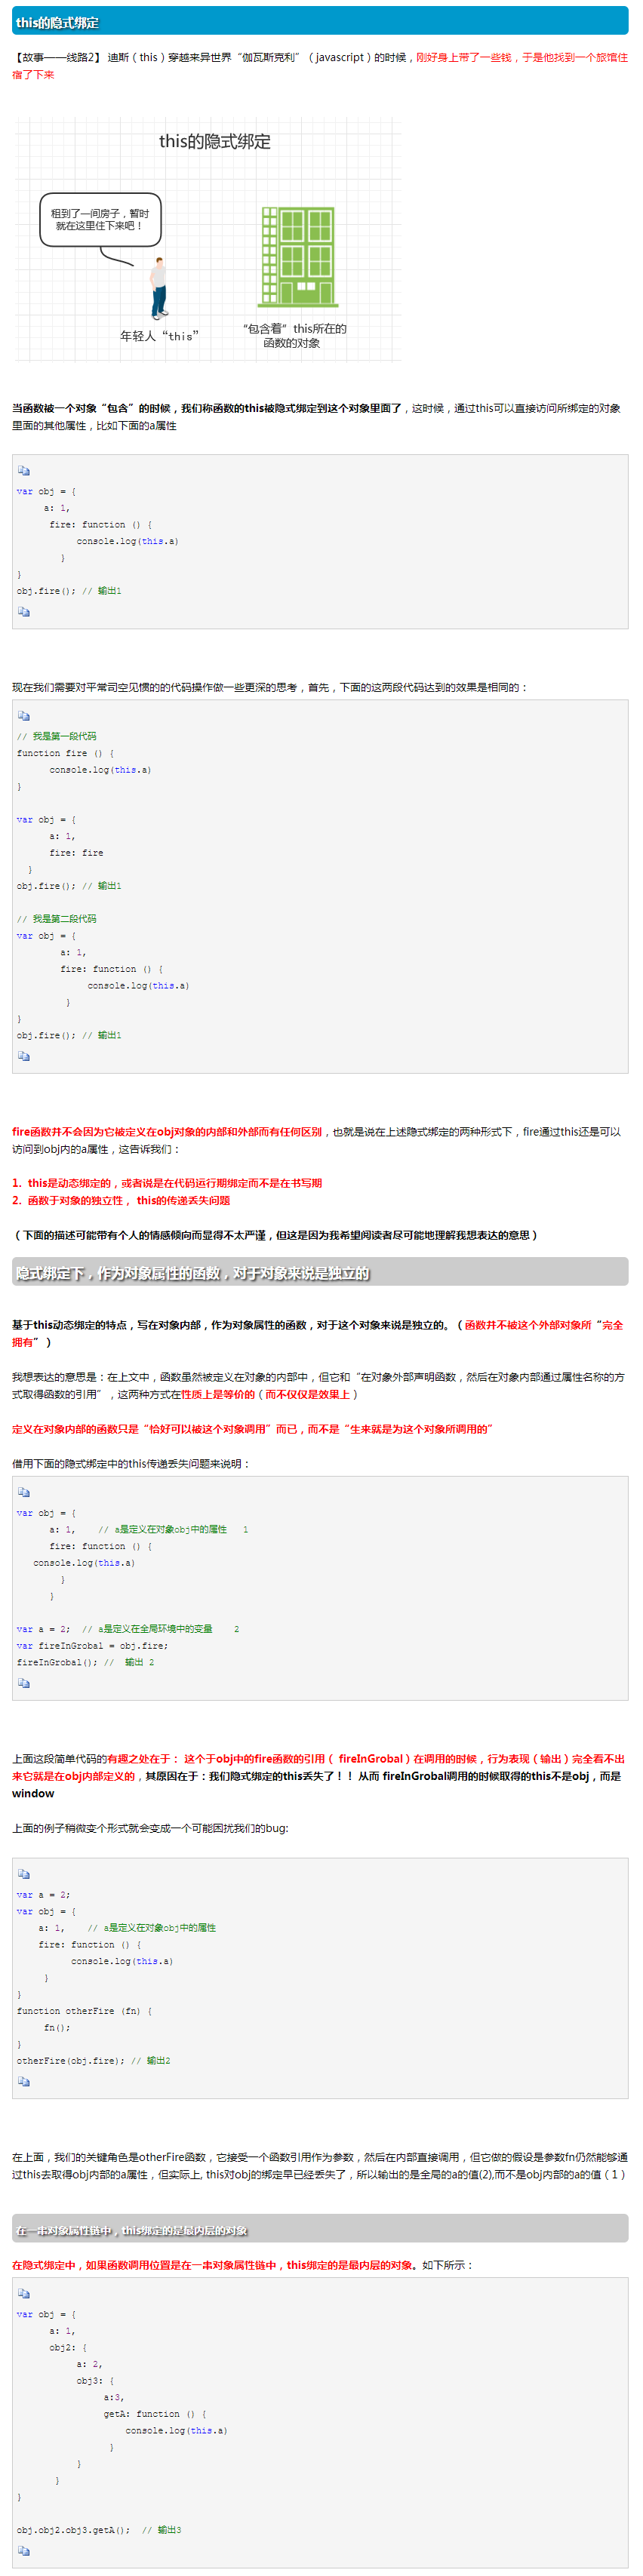 this的隐式绑定
【故事——线路2】 迪斯（this）穿越来异世界“伽瓦斯克利”（javascript）的时候，刚好身上带了一些钱，于是他找到一个旅馆住
宿了下来
this的隐式绑定
租到了一间房子，暂时
就在这里住下来吧！
年轻人“this”
“包含着”this所在的
函数的对象
当函数被一个对象“包含”的时候，我们称函数的this被隐式绑定到这个对象里面了，这时候，通过this可以直接访问所绑定的对象
里面的其他属性，比如下面的a属性
var obj = {
a: 1,
fire: function () {
console.log(this.a)
}
}
obj.fire(); // 输出1
现在我们需要对平常司空见惯的的代码操作做一些更深的思考，首先，下面的这两段代码达到的效果是相同的：
// 我是第一段代码
function fire () {
console.log(this.a)
}
var obj = {
a: 1,
fire: fire
}
obj.fire(); // 输出1
// 我是第二段代码
var obj = {
a: 1,
fire: function () {
console.log(this.a)
}
}
obj.fire(); // 输出1
fire函数并不会因为它被定义在obj对象的内部和外部而有任何区别，也就是说在上述隐式绑定的两种形式下，fire通过this还是可以
访问到obj内的a属性，这告诉我们：
1. this是动态绑定的，或者说是在代码运行期绑定而不是在书写期
2. 函数于对象的独立性， this的传递丢失问题
（下面的描述可能带有个人的情感倾向而显得不太严谨，但这是因为我希望阅读者尽可能地理解我想表达的意思）
隐式绑定下，作为对象属性的函数，对于对象来说是独立的
基于this动态绑定的特点，写在对象内部，作为对象属性的函数，对于这个对象来说是独立的。（函数并不被这个外部对象所“完全
拥有”）
我想表达的意思是：在上文中，函数虽然被定义在对象的内部中，但它和“在对象外部声明函数，然后在对象内部通过属性名称的方
式取得函数的引用”，这两种方式在性质上是等价的（而不仅仅是效果上）
定义在对象内部的函数只是“恰好可以被这个对象调用”而已，而不是“生来就是为这个对象所调用的”
借用下面的隐式绑定中的this传递丢失问题来说明：
var obj = {
a: 1, // a是定义在对象obj中的属性 1
fire: function () {
console.log(this.a)
}
}
var a = 2; // a是定义在全局环境中的变量 2
var fireInGrobal = obj.fire;
fireInGrobal(); // 输出 2
上面这段简单代码的有趣之处在于： 这个于obj中的fire函数的引用（ fireInGrobal）在调用的时候，行为表现（输出）完全看不出
来它就是在obj内部定义的，其原因在于：我们隐式绑定的this丢失了！！ 从而 fireInGrobal调用的时候取得的this不是obj，而是
window
上面的例子稍微变个形式就会变成一个可能困扰我们的bug:
var a = 2;
var obj = {
a: 1, // a是定义在对象obj中的属性
fire: function () {
console.log(this.a)
}
}
function otherFire (fn) {
fn();
}
otherFire(obj.fire); // 输出2
在上面，我们的关键角色是otherFire函数，它接受一个函数引用作为参数，然后在内部直接调用，但它做的假设是参数fn仍然能够通
过this去取得obj内部的a属性，但实际上, this对obj的绑定早已经丢失了，所以输出的是全局的a的值(2),而不是obj内部的a的值（1）
在一串对象属性链中，this绑定的是最内层的对象
在隐式绑定中，如果函数调用位置是在一串对象属性链中，this绑定的是最内层的对象。如下所示：
var obj = {
a: 1,
obj2: {
a: 2,
obj3: {
a:3,
getA: function () {
console.log(this.a)
}
}
}
}
obj.obj2.obj3.getA(); // 输出3